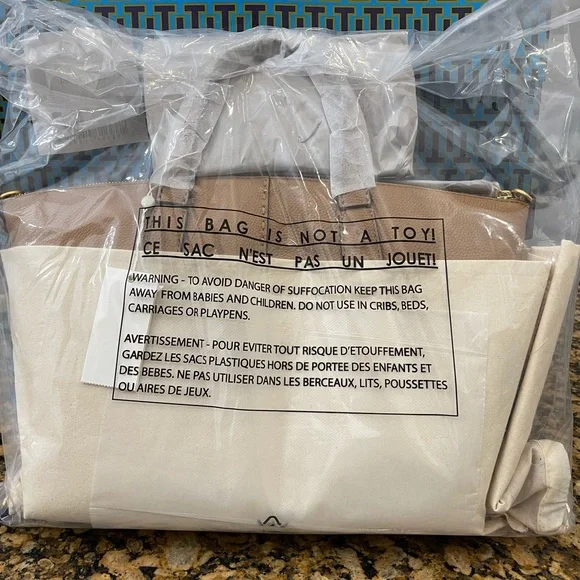 THIS BAG IS NOT A TOY!
CE SAC N'EST PAS UN JOUET!
WARNING - TO AVOID DANGER OF SUFFOCATION KEEP THIS BAG
AWAY FROM BABIES AND CHILDREN. DO NOT USE IN CRIBS, BEDS,
CARRIAGES OR PLAYPENS.
AVERTISSEMENT - POUR EVITER TOUT RISQUE D'ETOUFFEMENT,
GARDEZ LES SACS PLASTIQUES HORS DE PORTEE DES ENFANTS ET
DES BEBES. NE PAS UTILISER DANS LES BERCEAUX, LITS, POUSSETTES
OU AIRES DE JEUX.